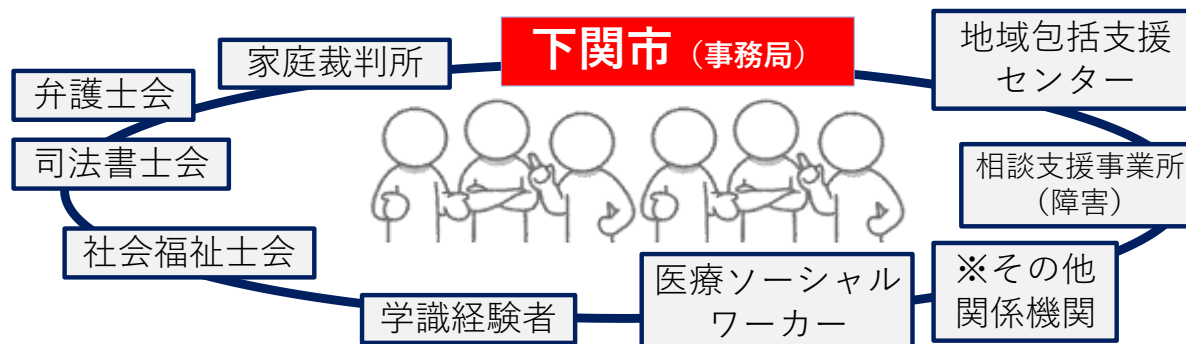 下関市（事務局）
家庭裁判所
弁護士会
司法書士会
社会福祉士会
学識経験者
医療ソーシャル
ワーカー
※その他
関係機関
相談支援事業所
（障害）
地域包括支援
センター